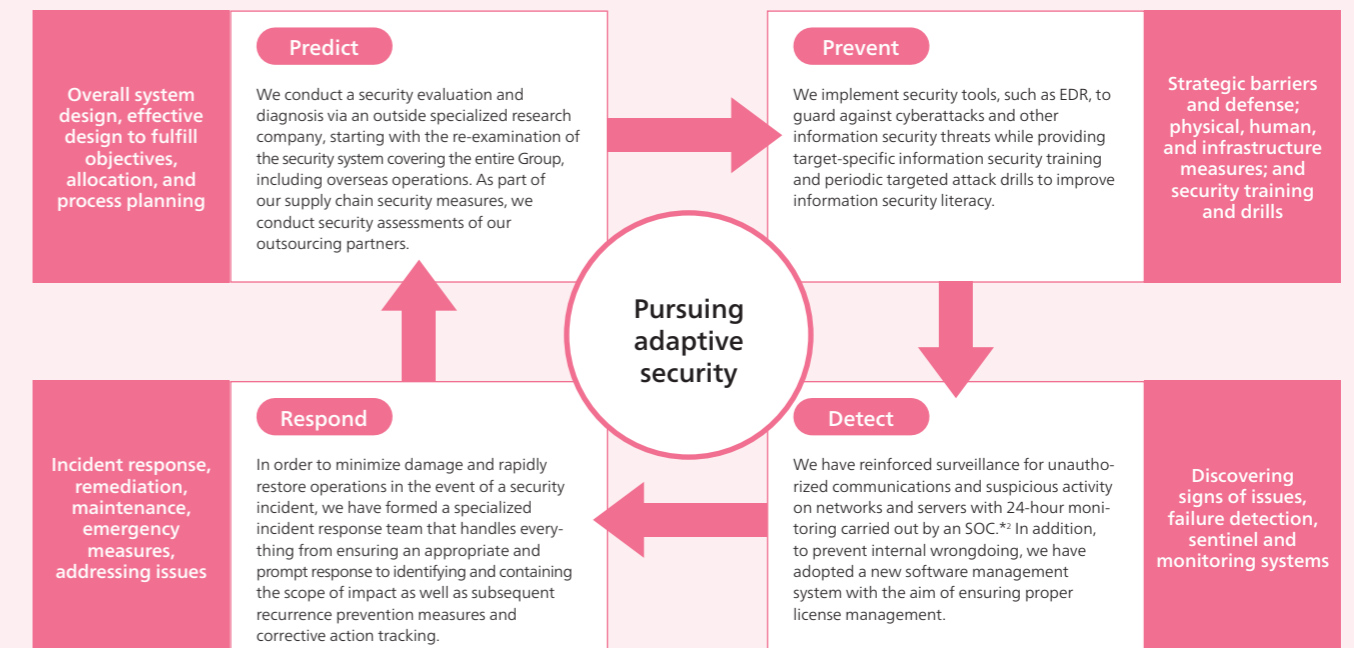 Overall system
design, effective
design to fulfill
objectives,
allocation, and
process planning
Predict
We conduct a security evaluation and
diagnosis via an outside specialized research
company, starting with the re-examination of
the security system covering the entire Group,
including overseas operations. As part of
our supply chain security measures, we
conduct security assessments of our
outsourcing partners.
Prevent
We implement security tools, such as EDR, to
guard against cyberattacks and other
information security threats while providing
target-specific information security training
and periodic targeted attack drills to improve
information security literacy.
Strategic barriers
and defense;
physical, human,
and infrastructure
measures; and
security training
and drills
Pursuing
adaptive
security
Incident response,
remediation,
maintenance,
emergency
measures,
addressing issues
Respond
In order to minimize damage and rapidly
restore operations in the event of a security
incident, we have formed a specialized
incident response team that handles every-
thing from ensuring an appropriate and
prompt response to identifying and containing
the scope of impact as well as subsequent
recurrence prevention measures and
corrective action tracking.
Detect
We have reinforced surveillance for unautho-
rized communications and suspicious activity
on networks and servers with 24-hour moni-
toring carried out by an SOC.*2 In addition,
to prevent internal wrongdoing, we have
adopted a new software management
system with the aim of ensuring proper
license management.
Discovering
signs of issues,
failure detection,
sentinel and
monitoring systems